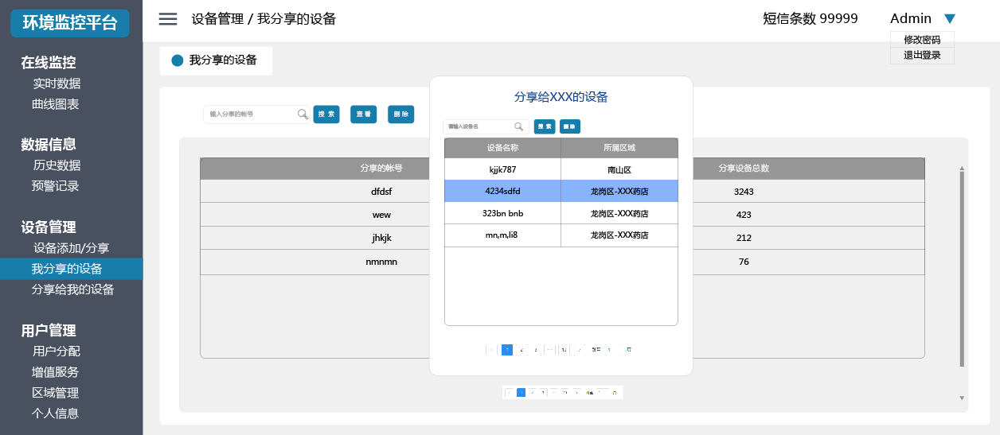 环境监控平台
在线监控
实时数据
曲线图表
数据信息
历史数据
预警记录
设备管理
设备添加/分享
我分享的设备
分享给我的设备
用户管理
用户分配
增值服务
区域管理
个人信息
设备管理 / 我分享的设备
短信条数 99999
Admin
修改密码
退出登录
我分享的设备
输入分享的帐号
搜 索
查 看
删 除
分享的帐号 分享设备总数
dfdsf 3243
wew 423
jhkjk 212
nmnmn 76
分享给XXX的设备
请输入设备名
搜 索
删 除
设备名称 所属区域
kjjk787 南山区
4234sdfd 龙岗区-XXX药店
323bn bnb 龙岗区-XXX药店
mn,m,li8 龙岗区-XXX药店
1 2 3 ··· 10